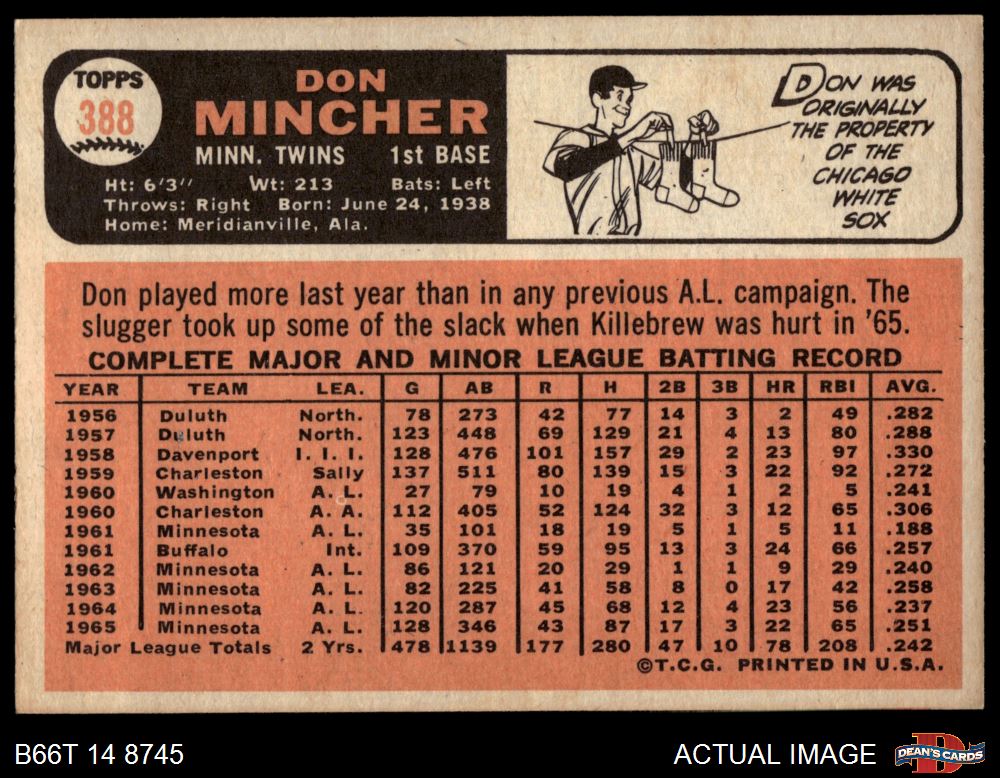 TOPPS
388
DON
MINCHER
MINN. TWINS 1st BASE
Ht: 6'3" Wt: 213 Bats: Left
Throws: Right Born: June 24, 1938
Home: Meridianville, Ala.
DON WAS
ORIGINALLY
THE PROPERTY
OF THE
CHICAGO
WHITE
SOX
Don played more last year than in any previous A.L. campaign. The
slugger took up some of the slack when Killebrew was hurt in '65.
COMPLETE MAJOR AND MINOR LEAGUE BATTING RECORD
YEAR TEAM LEA. G AB R H 2B 3B HR RBI AVG.
1956 Duluth North. 78 273 42 77 14 3 2 49 .282
1957 Duluth North. 123 448 69 129 21 4 13 80 .288
1958 Davenport I. I. I. 128 476 101 157 29 2 23 97 .330
1959 Charleston Sally 137 511 80 139 15 3 22 92 .272
1960 Washington A. L. 27 79 10 19 4 1 2 5 .241
1960 Charleston A. A. 112 405 52 124 32 3 12 65 .306
1961 Minnesota A. L. 35 101 18 19 5 1 5 11 .188
1961 Buffalo Int. 109 370 59 95 13 3 24 66 .257
1962 Minnesota A. L. 86 121 20 29 1 1 9 29 .240
1963 Minnesota A. L. 82 225 41 58 8 0 17 42 .258
1964 Minnesota A. L. 120 287 45 68 12 4 23 56 .237
1965 Minnesota A. L. 128 346 43 87 17 3 22 65 .251
Major League Totals 2 Yrs. 478 1139 177 280 47 10 78 208 .242
©T.C.G. PRINTED IN U.S.A.
B66T 14 8745 ACTUAL IMAGE
D
DEAN'S CARDS